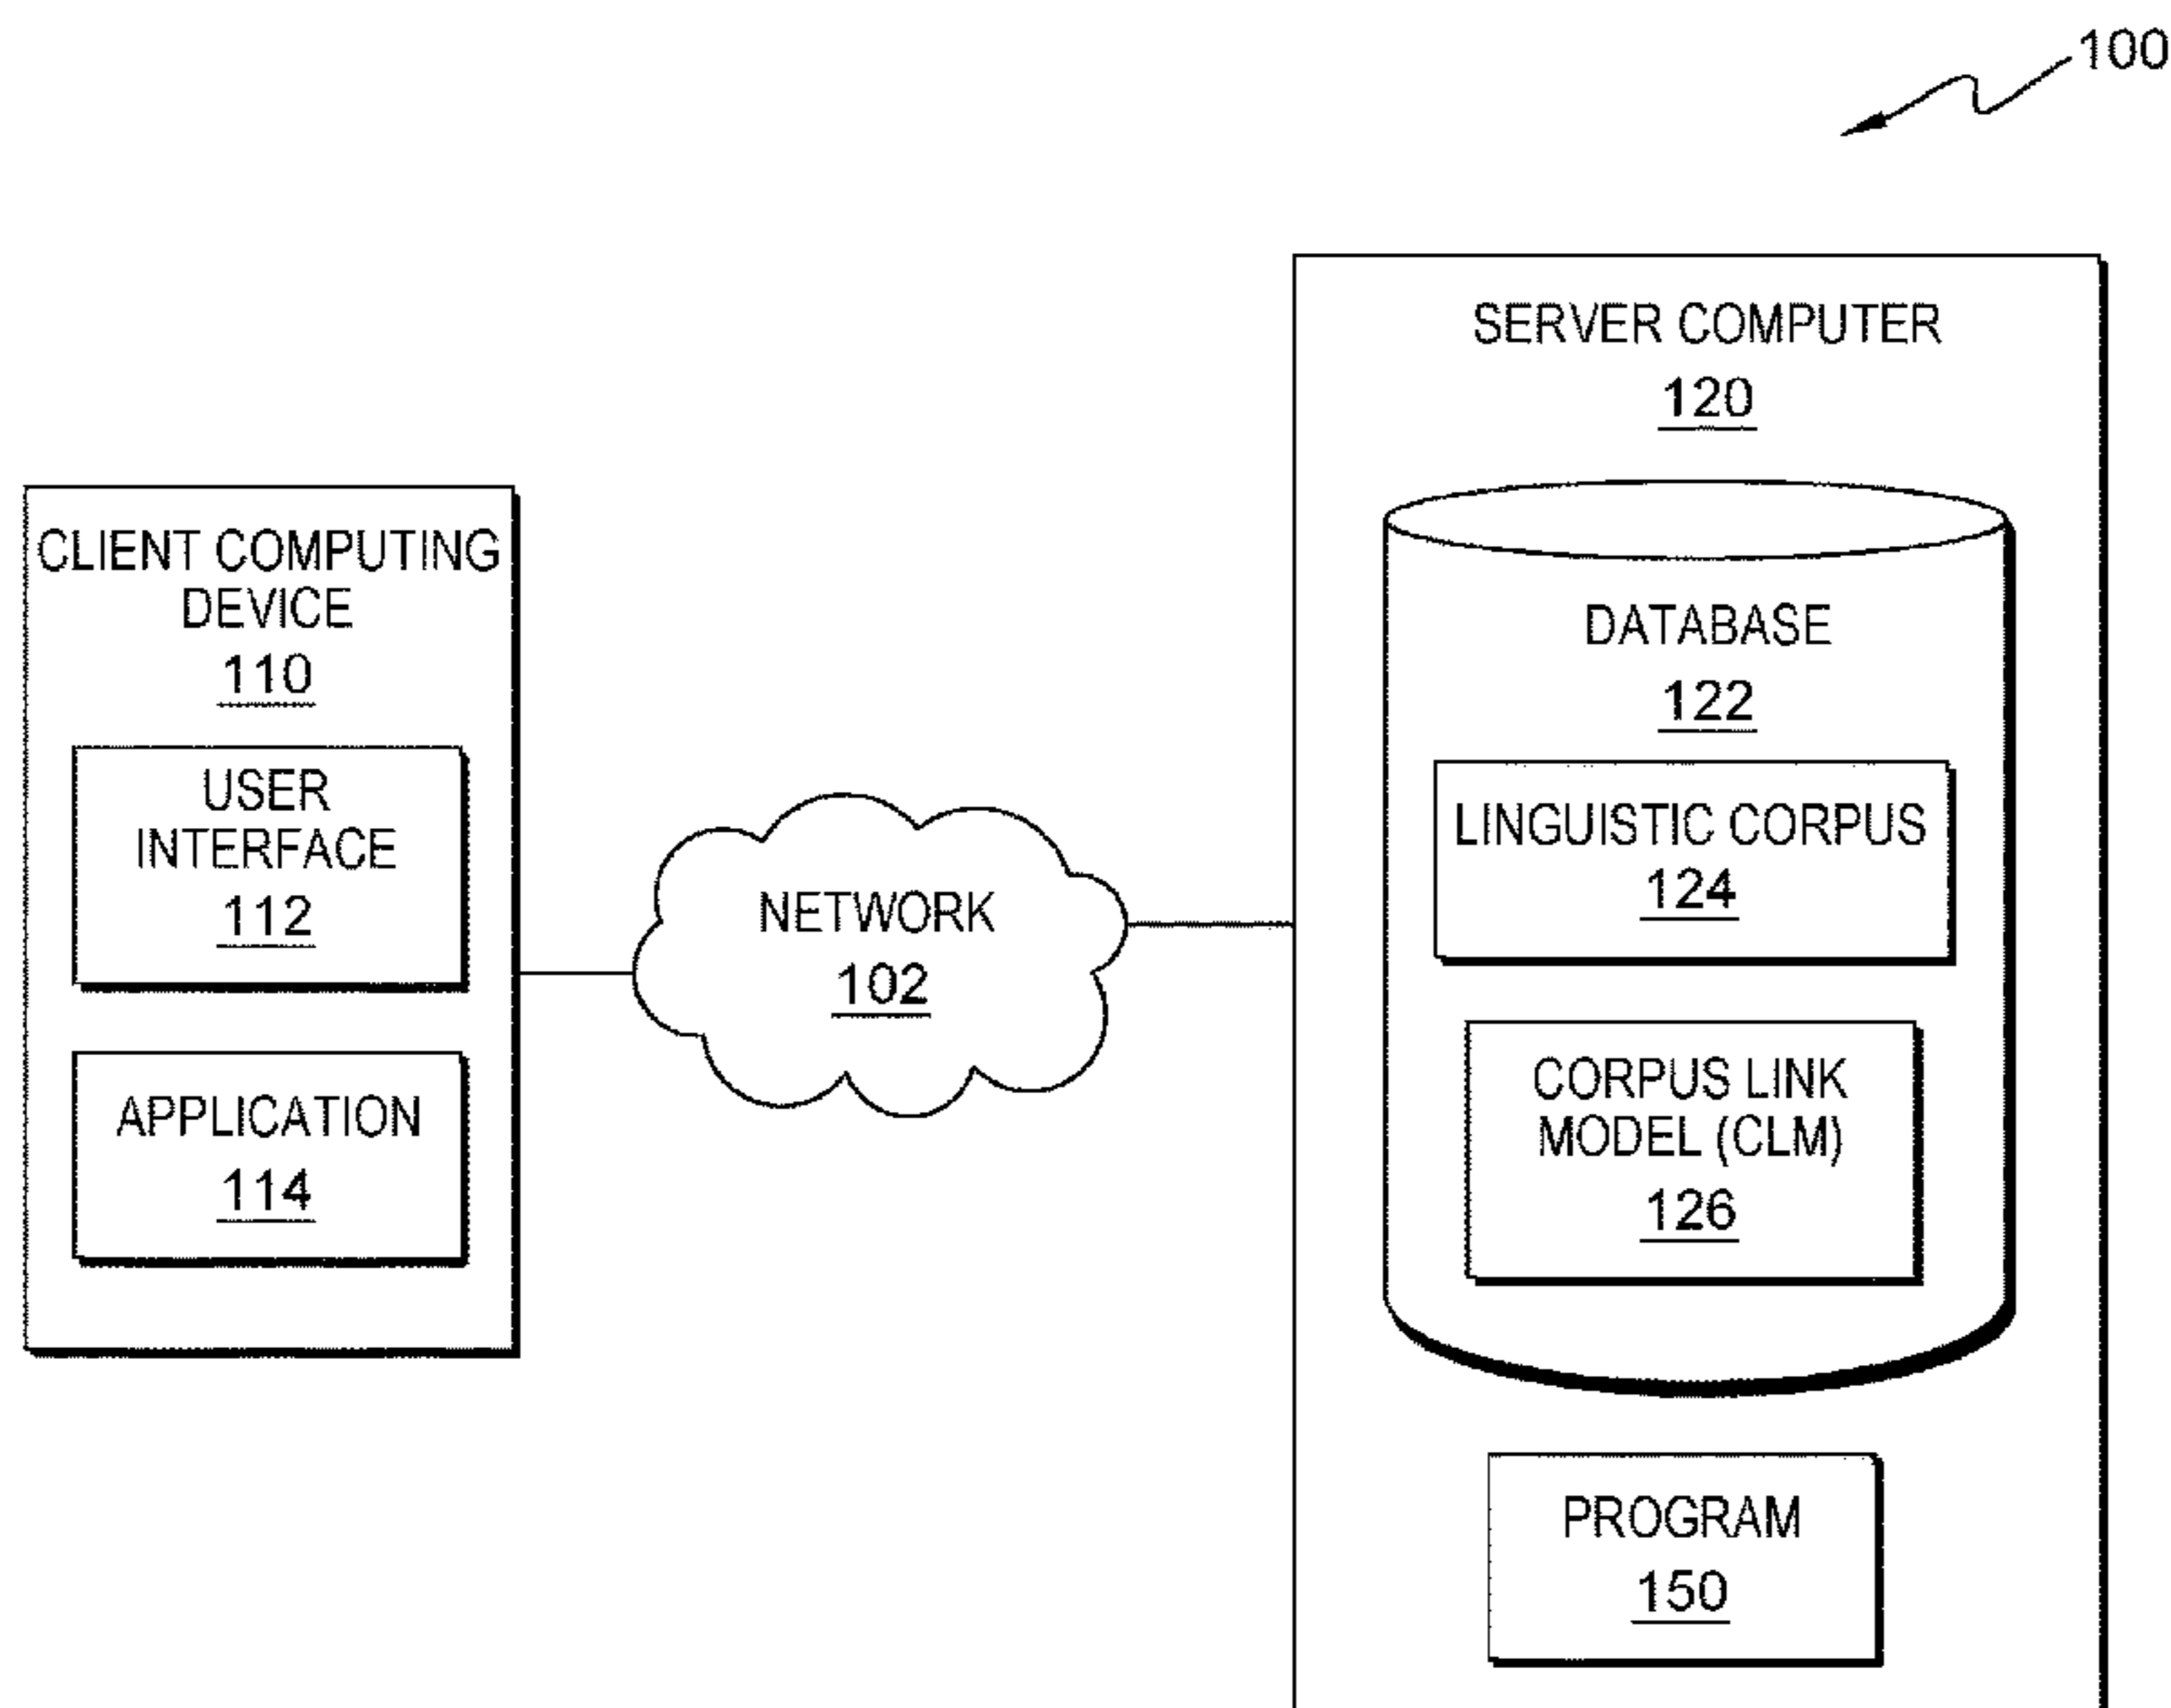 100
CLIENT COMPUTING
DEVICE
110
USER
INTERFACE
112
APPLICATION
114
NETWORK
102
SERVER COMPUTER
120
DATABASE
122
LINGUISTIC CORPUS
124
CORPUS LINK
MODEL (CLM)
126
PROGRAM
150